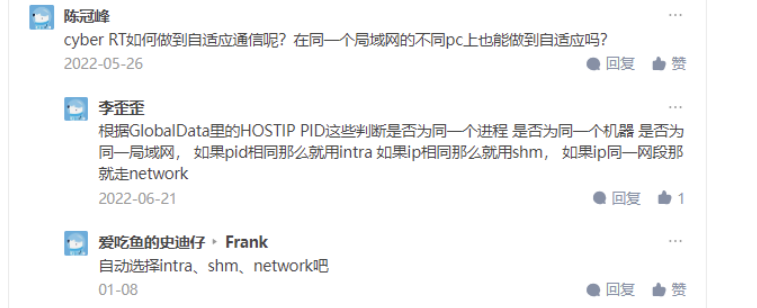 陈冠峰
cyber RT如何做到自适应通信呢？在同一个局域网的不同pc上也能做到自适应吗?
2022-05-26 回复 赞
李歪歪
根据GlobalData里的HOSTIP PID这些判断是否为同一个进程 是否为同一个机器 是否为
同一局域网， 如果pid相同那么就用intra 如果ip相同那么就用shm， 如果ip同一网段那
就走network
2022-06-21 回复 1
爱吃鱼的史迪仔 Frank
自动选择intra、shm、network吧
01-08 回复 赞